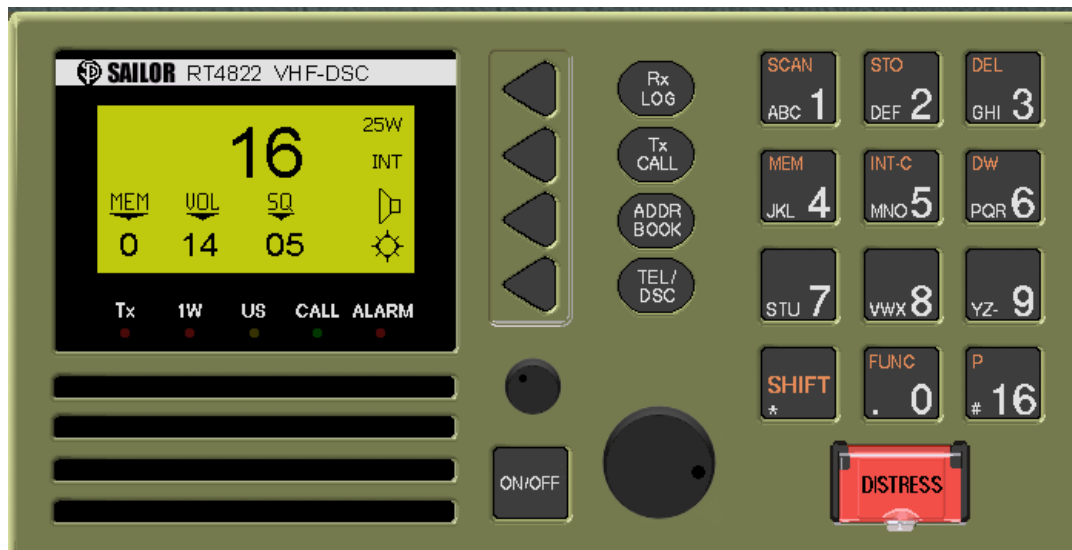 SAILOR RT4822 VHF-DSC
16
25W
INT
MEM VOL SQ
0 14 05
Tx 1W US CALL ALARM
Rx
LOG
Tx
CALL
ADDR
BOOK
TEL/
DSC
ON/OFF
SCAN
ABC 1
STO
DEF 2
DEL
GHI 3
MEM
JKL 4
INT-C
MNO 5
DW
PQR 6
STU 7
VWX 8
YZ- 9
SHIFT
*
FUNC
. 0
P
# 16
DISTRESS